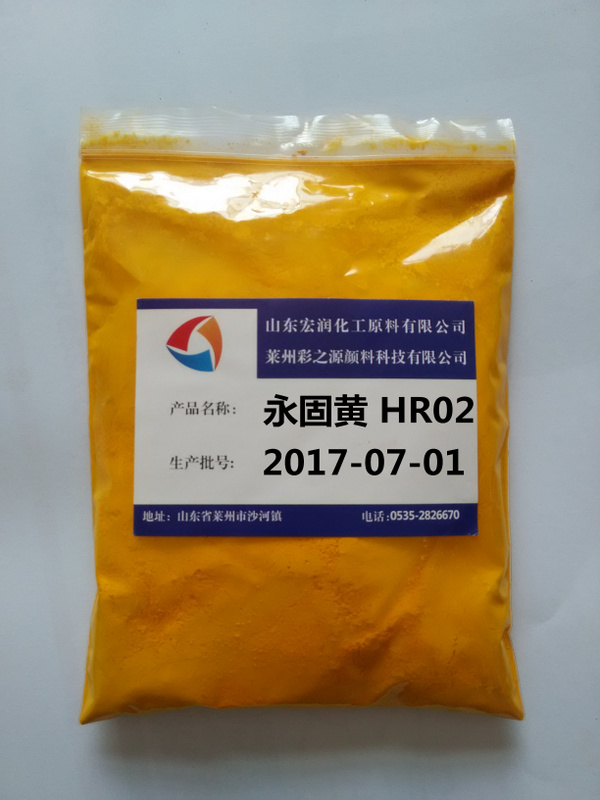 山东宏润化工原料有限公司
莱州彩之源颜料科技有限公司
产品名称: 永固黄 HR02
生产批号: 2017-07-01
地址: 山东省莱州市沙河镇 电话:0535-2826670